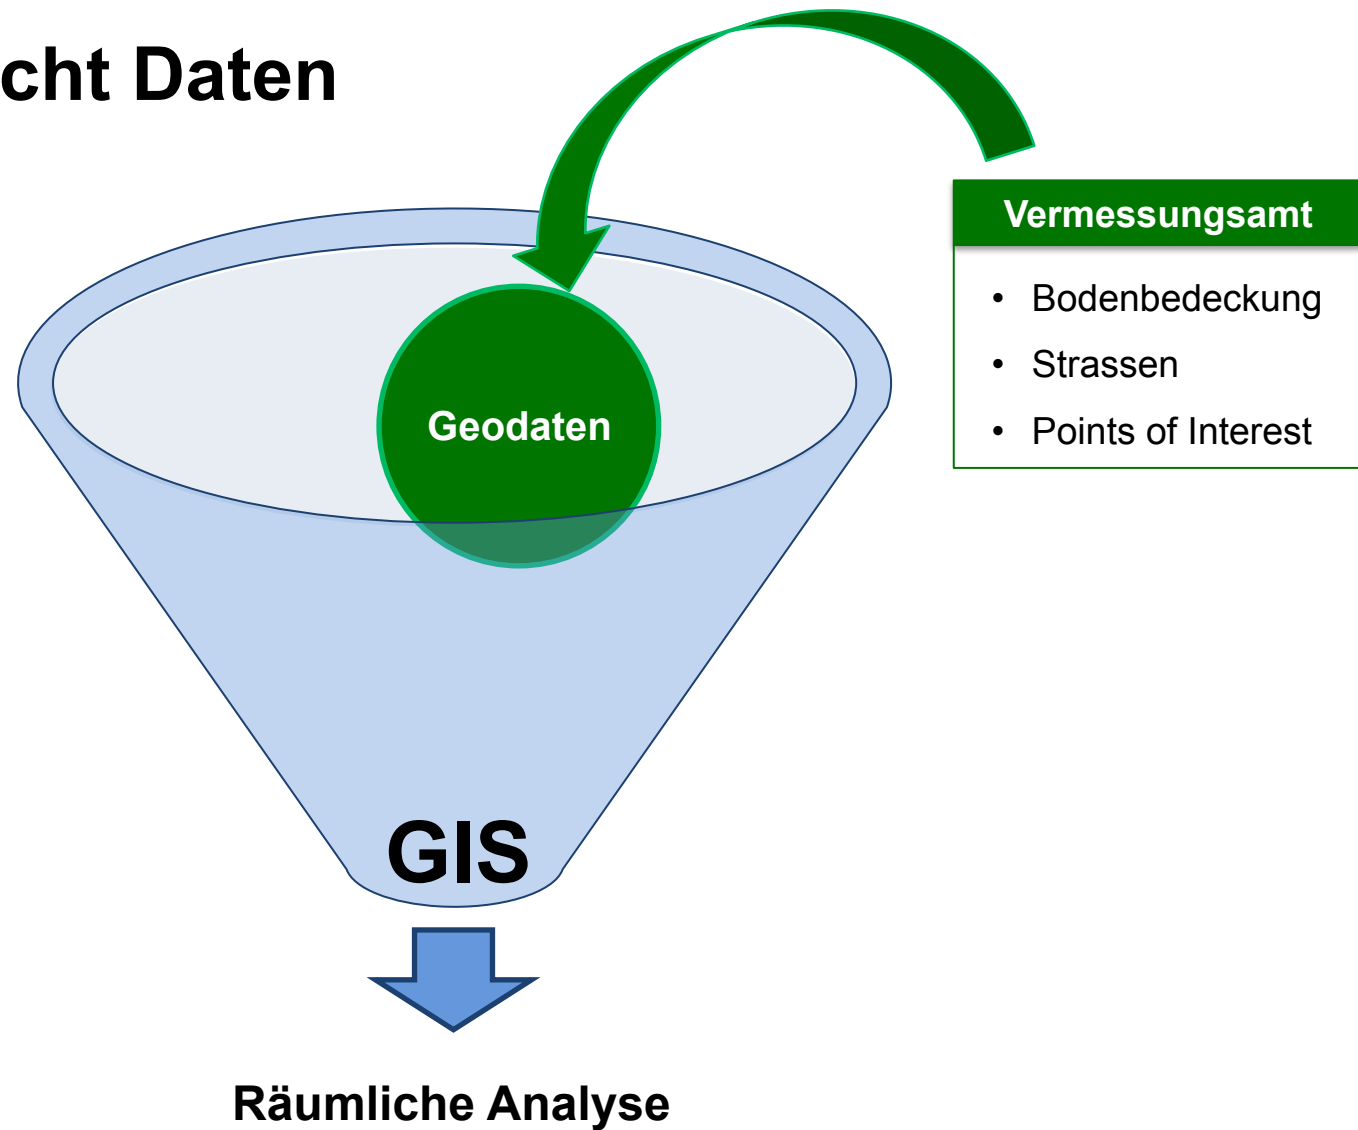 cht Daten
Vermessungsamt
• Bodenbedeckung
• Strassen
• Points of Interest
Geodaten
GIS
Räumliche Analyse